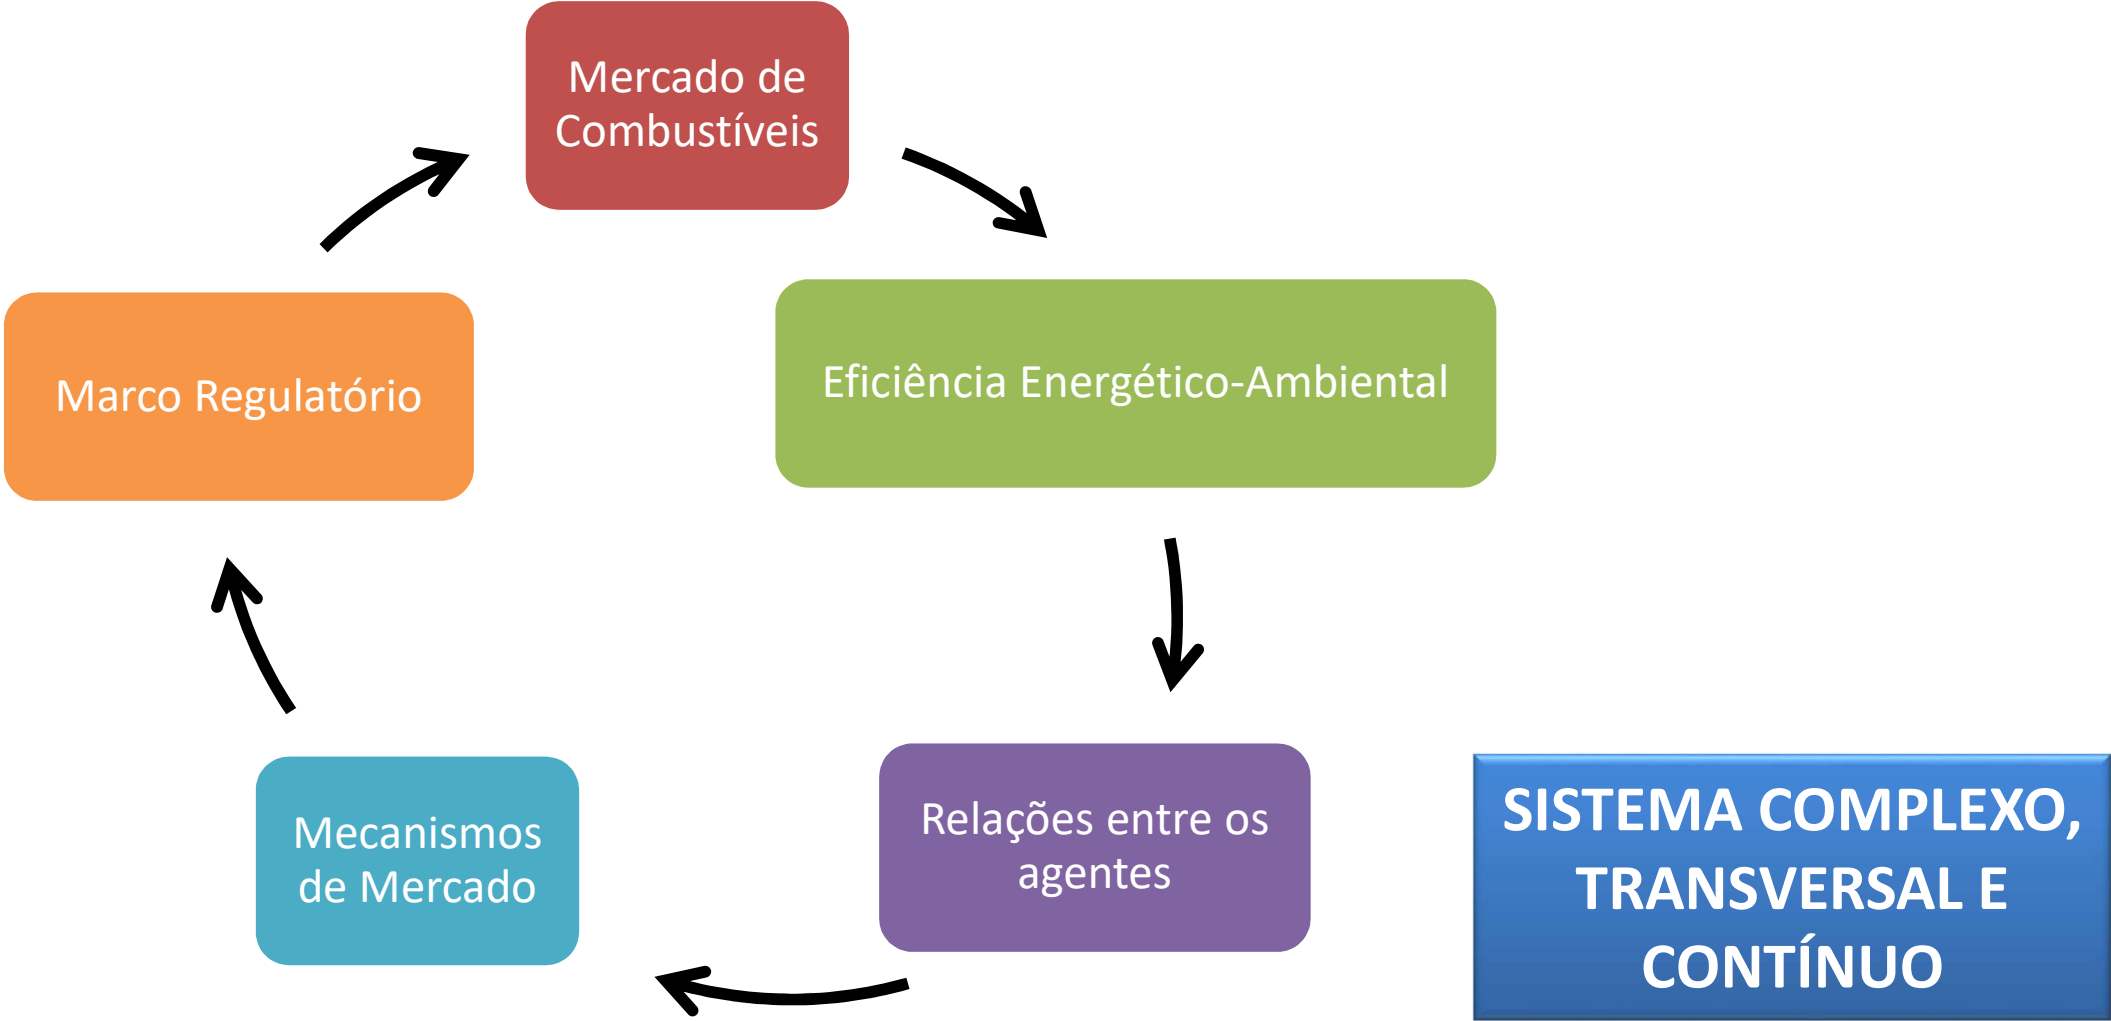 Mercado de
Combustíveis
Marco Regulatório
Eficiência Energético-Ambiental
Mecanismos
de Mercado
Relações entre os
agentes
SISTEMA COMPLEXO,
TRANSVERSAL E
CONTÍNUO